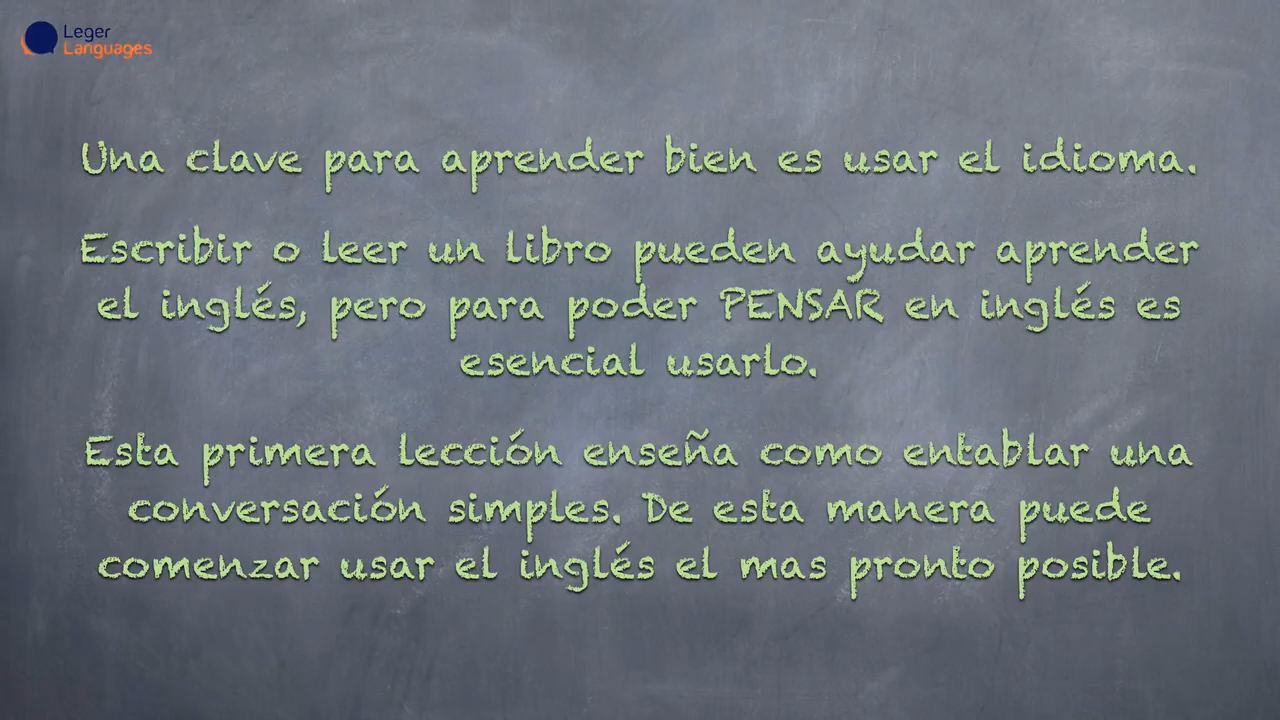 Leger
Languages
Una clave para aprender bien es usar el idioma.
Escribir o leer un libro pueden ayudar aprender
el inglés, pero para poder PENSAR en inglés es
esencial usarlo.
Esta primera lección enseña como entablar una
conversación simples. De esta manera puede
comenzar usar el inglés el mas pronto posible.